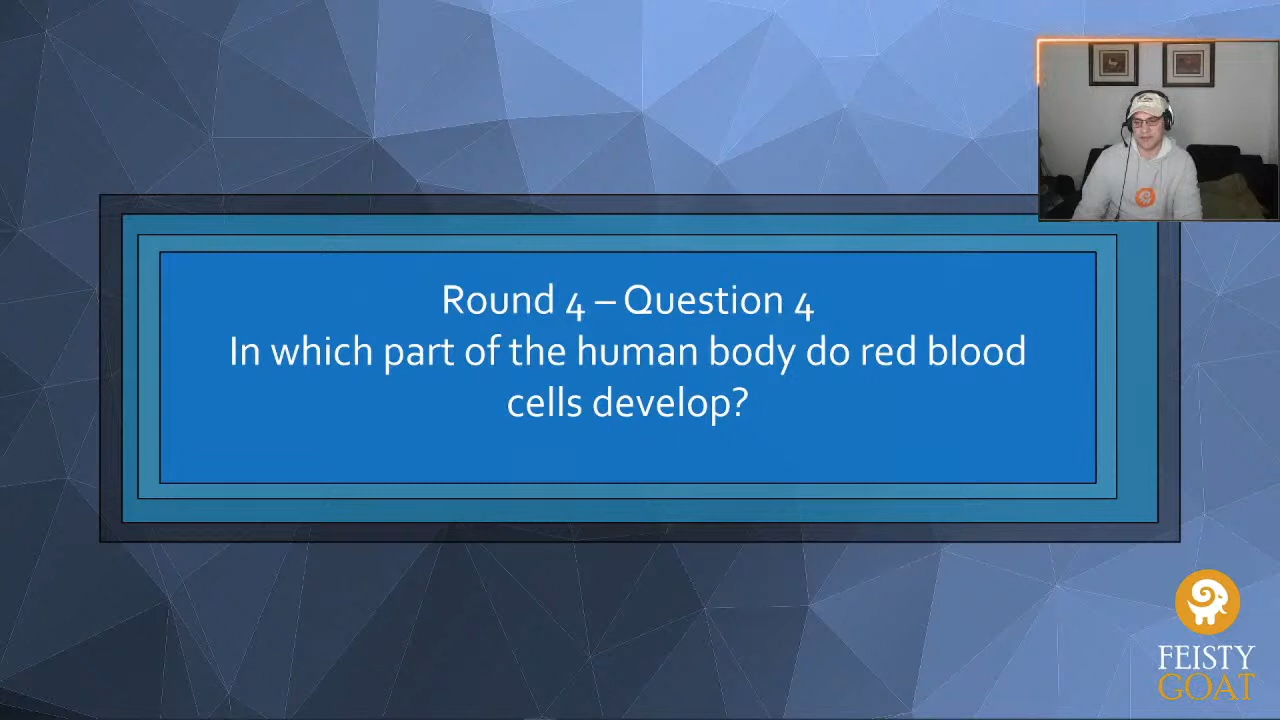 Round 4 – Question 4
In which part of the human body do red blood
cells develop?
FEISTY
GOAT